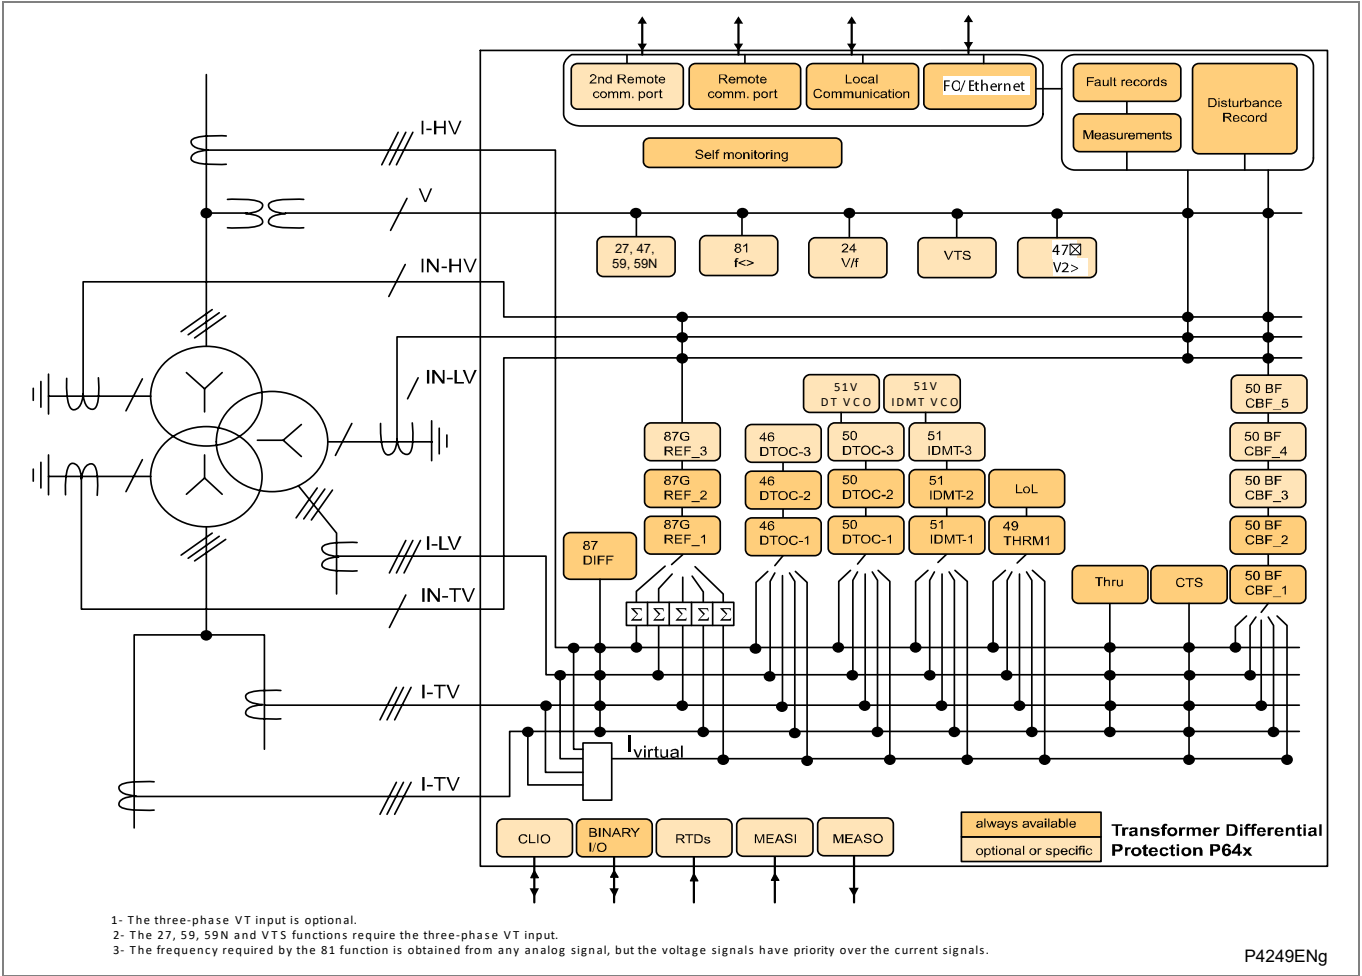 2nd Remote
comm. port
Remote
comm. port
Local
Communication
FO/Ethernet
Fault records
Measurements
Disturbance
Record
Self monitoring
I-HV
V
27, 47,
59, 59N
81
f<>
24
V/f
VTS
47☒
V2>
IN-HV
IN-LV
51V
DT VCO
51V
IDMT VCO
50 BF
CBF_5
87G
REF_3
46
DTOC-3
50
DTOC-3
51
IDMT-3
50 BF
CBF_4
87G
REF_2
46
DTOC-2
50
DTOC-2
51
IDMT-2
LoL
50 BF
CBF_3
87
DIFF
87G
REF_1
46
DTOC-1
50
DTOC-1
51
IDMT-1
49
THRM1
50 BF
CBF_2
I-LV
Thru
CTS
50 BF
CBF_1
IN-TV
Σ Σ Σ Σ Σ
I-TV
Ivirtual
I-TV
CLIO
BINARY
I/O
RTDs
MEASI
MEASO
always available
optional or specific
Transformer Differential
Protection P64x
1- The three-phase VT input is optional.
2- The 27, 59, 59N and VTS functions require the three-phase VT input.
3- The frequency required by the 81 function is obtained from any analog signal, but the voltage signals have priority over the current signals.
P4249ENg